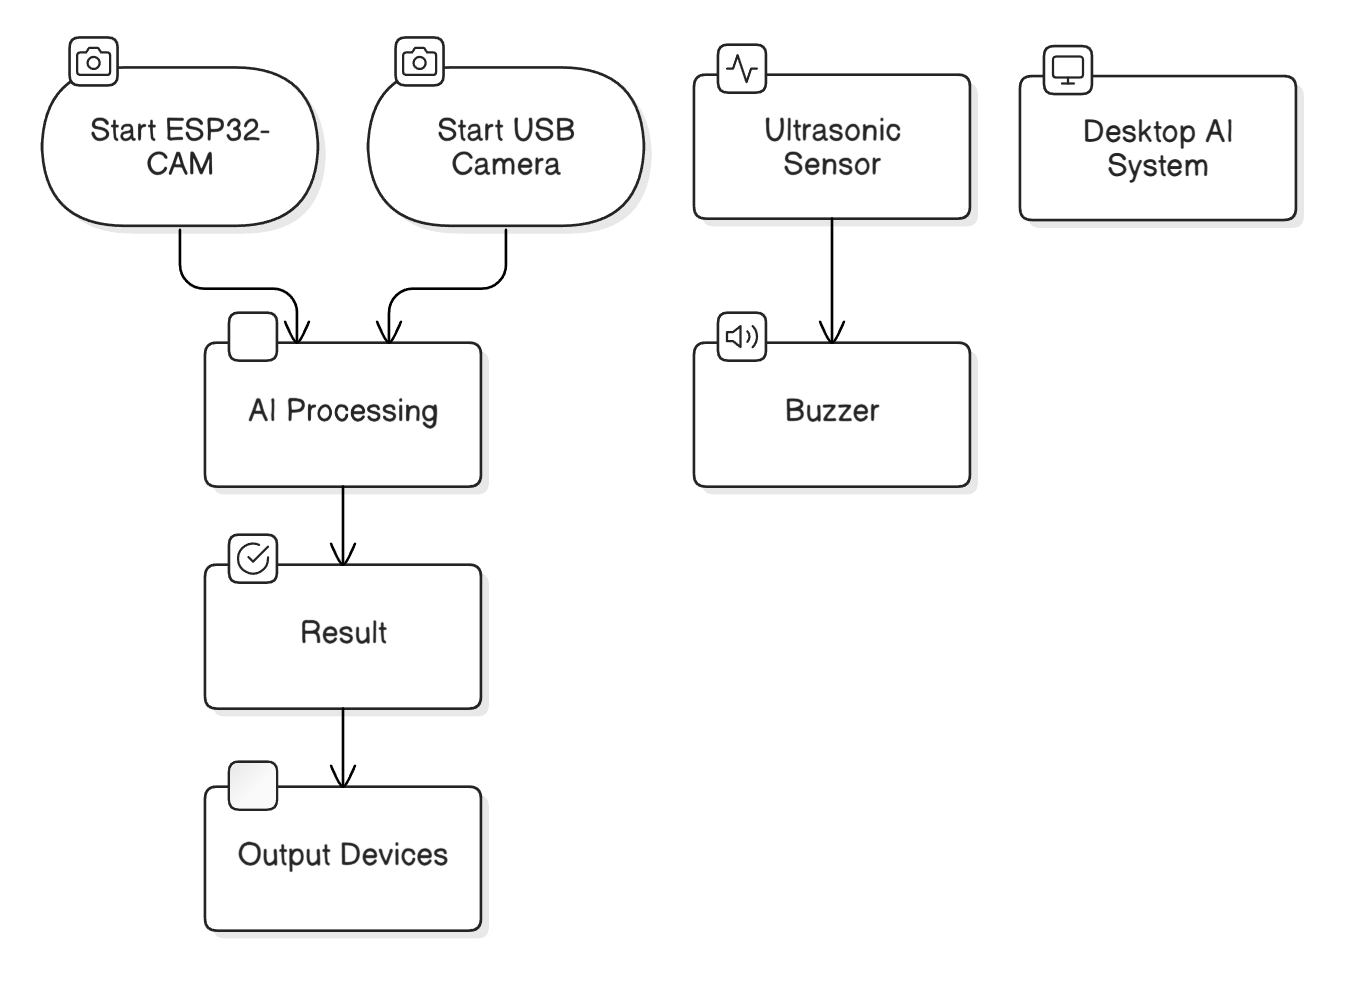 Start ESP32-
CAM
Start USB
Camera
Ultrasonic
Sensor
Desktop AI
System
AI Processing
Buzzer
Result
Output Devices